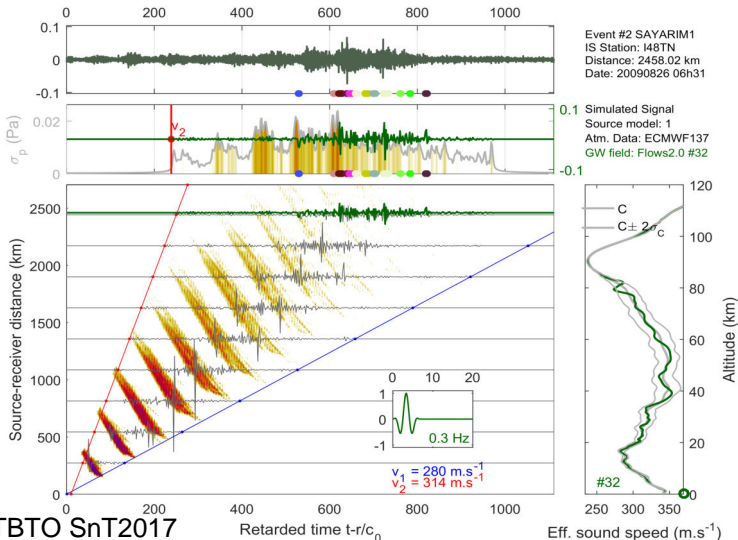 0 200 400 600 800 1000
0.1
0
-0.1
Event #2 SAYARIM1
IS Station: I48TN
Distance: 2458.02 km
Date: 20090826 06h31
σp (Pa)
0.02
0
v2
0.1
-0.1
Simulated Signal
Source model: 1
Atm. Data: ECMWF137
GW field: Flows2.0 #32
Source-receiver distance (km)
2500
2000
1500
1000
500
0
0 10 20
1
0
-1
0.3 Hz
v1 = 280 m.s-1
v2 = 314 m.s-1
0 200 400 600 800 1000
Retarded time t-r/c0
C
C± 2σC
120
100
80
60
40
20
0
Altitude (km)
#32
250 300 350
Eff. sound speed (m.s-1)
TBTO SnT2017